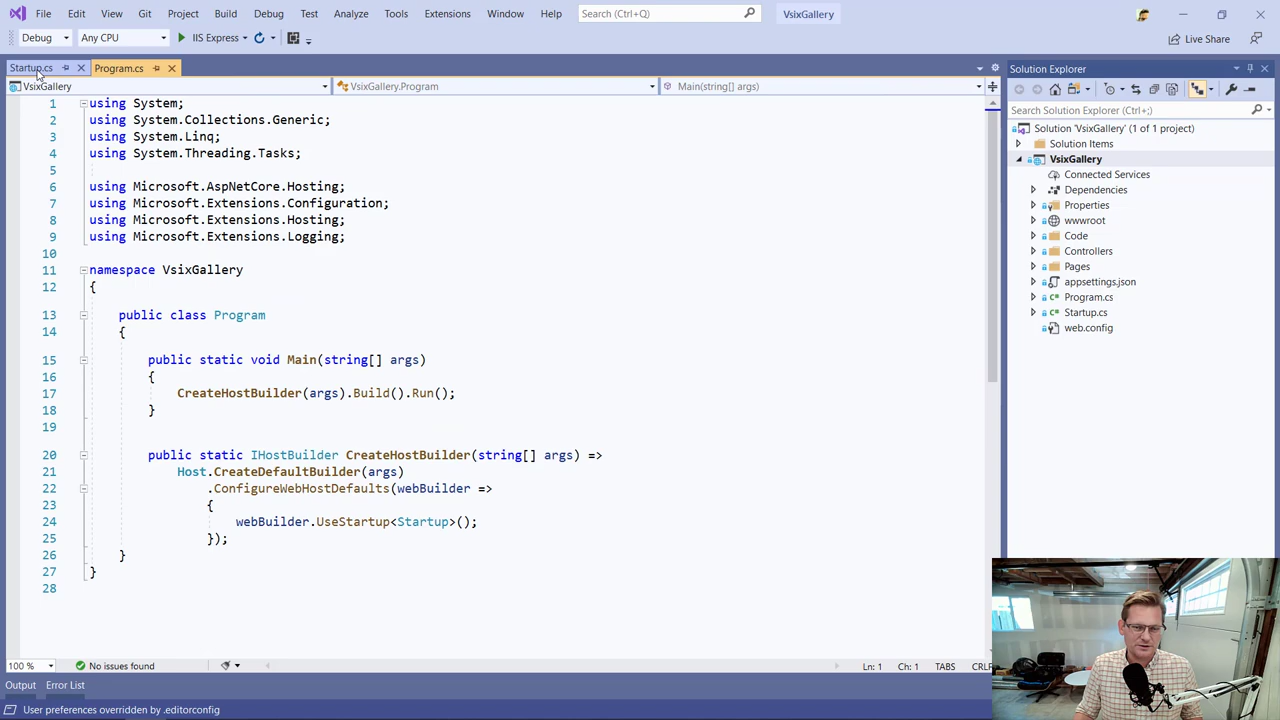 File Edit View Git Project Build Debug Test Analyze Tools Extensions Window Help Search (Ctrl+Q) VsixGallery
Debug Any CPU IIS Express Live Share
Startup.cs Program.cs
VsixGallery VsixGallery.Program Main(string[] args)
1 using System;
2 using System.Collections.Generic;
3 using System.Linq;
4 using System.Threading.Tasks;
5
6 using Microsoft.AspNetCore.Hosting;
7 using Microsoft.Extensions.Configuration;
8 using Microsoft.Extensions.Hosting;
9 using Microsoft.Extensions.Logging;
10
11 namespace VsixGallery
12 {
13 public class Program
14 {
15 public static void Main(string[] args)
16 {
17 CreateHostBuilder(args).Build().Run();
18 }
19
20 public static IHostBuilder CreateHostBuilder(string[] args) =>
21 Host.CreateDefaultBuilder(args)
22 .ConfigureWebHostDefaults(webBuilder =>
23 {
24 webBuilder.UseStartup<Startup>();
25 });
26 }
27 }
28
100 % No issues found Ln: 1 Ch: 1 TABS CRLF
Output Error List
User preferences overridden by .editorconfig
Solution Explorer
Search Solution Explorer (Ctrl+;)
Solution 'VsixGallery' (1 of 1 project)
Solution Items
VsixGallery
Connected Services
Dependencies
Properties
wwwroot
Code
Controllers
Pages
appsettings.json
Program.cs
Startup.cs
web.config